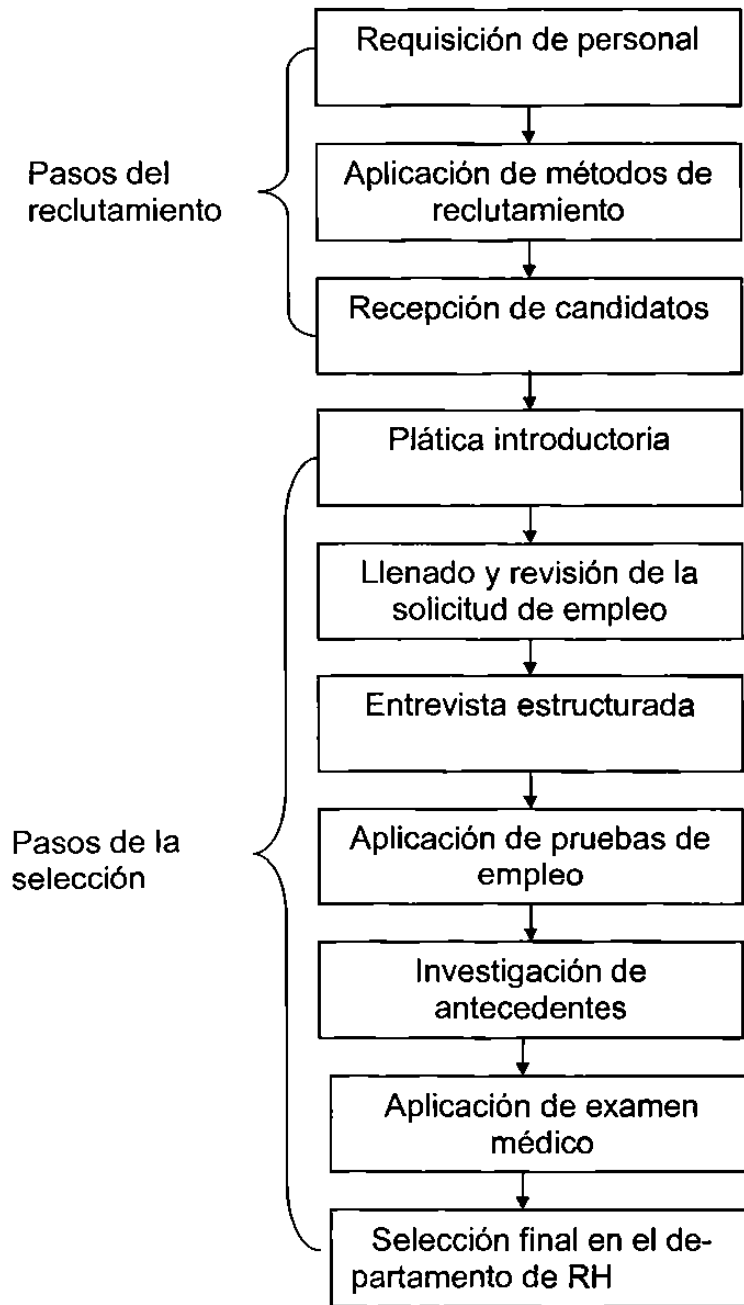 Requisición de personal
Pasos del
reclutamiento
Aplicación de métodos de
reclutamiento
Recepción de candidatos
Plática introductoria
Llenado y revisión de la
solicitud de empleo
Entrevista estructurada
Pasos de la
selección
Aplicación de pruebas de
empleo
Investigación de
antecedentes
Aplicación de examen
médico
Selección final en el de-
partamento de RH